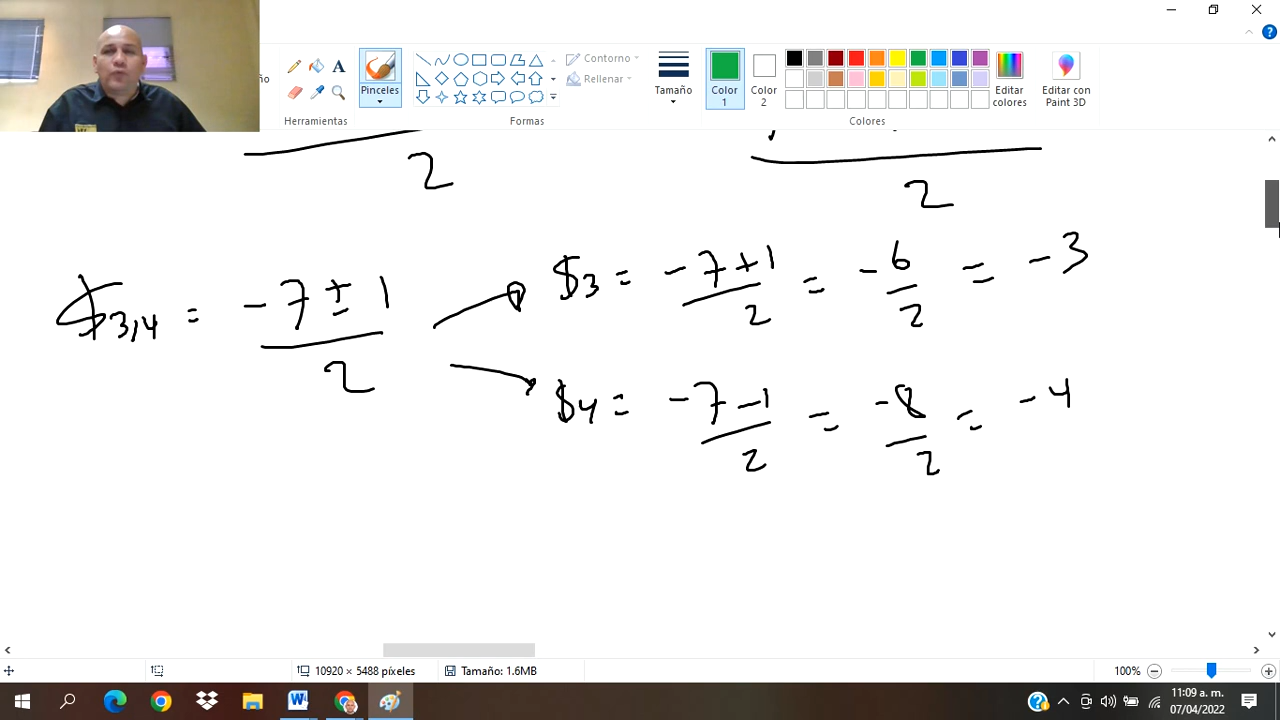 Contorno
Rellenar
Pinceles
Tamaño
Color 1
Color 2
Editar colores
Editar con Paint 3D
Herramientas
Formas
Colores
2
2
$3,4 = -7 ± 1 / 2
$3 = -7+1 / 2 = -6 / 2 = -3
$4 = -7-1 / 2 = -8 / 2 = -4
10920 × 5488 píxeles
Tamaño: 1.6MB
100%
11:09 a. m.
07/04/2022